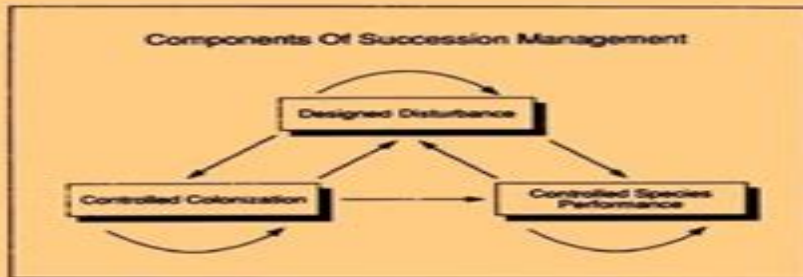 Components Of Succession Management
Designed Disturbance
Controlled Colonization
Controlled Species
Performance